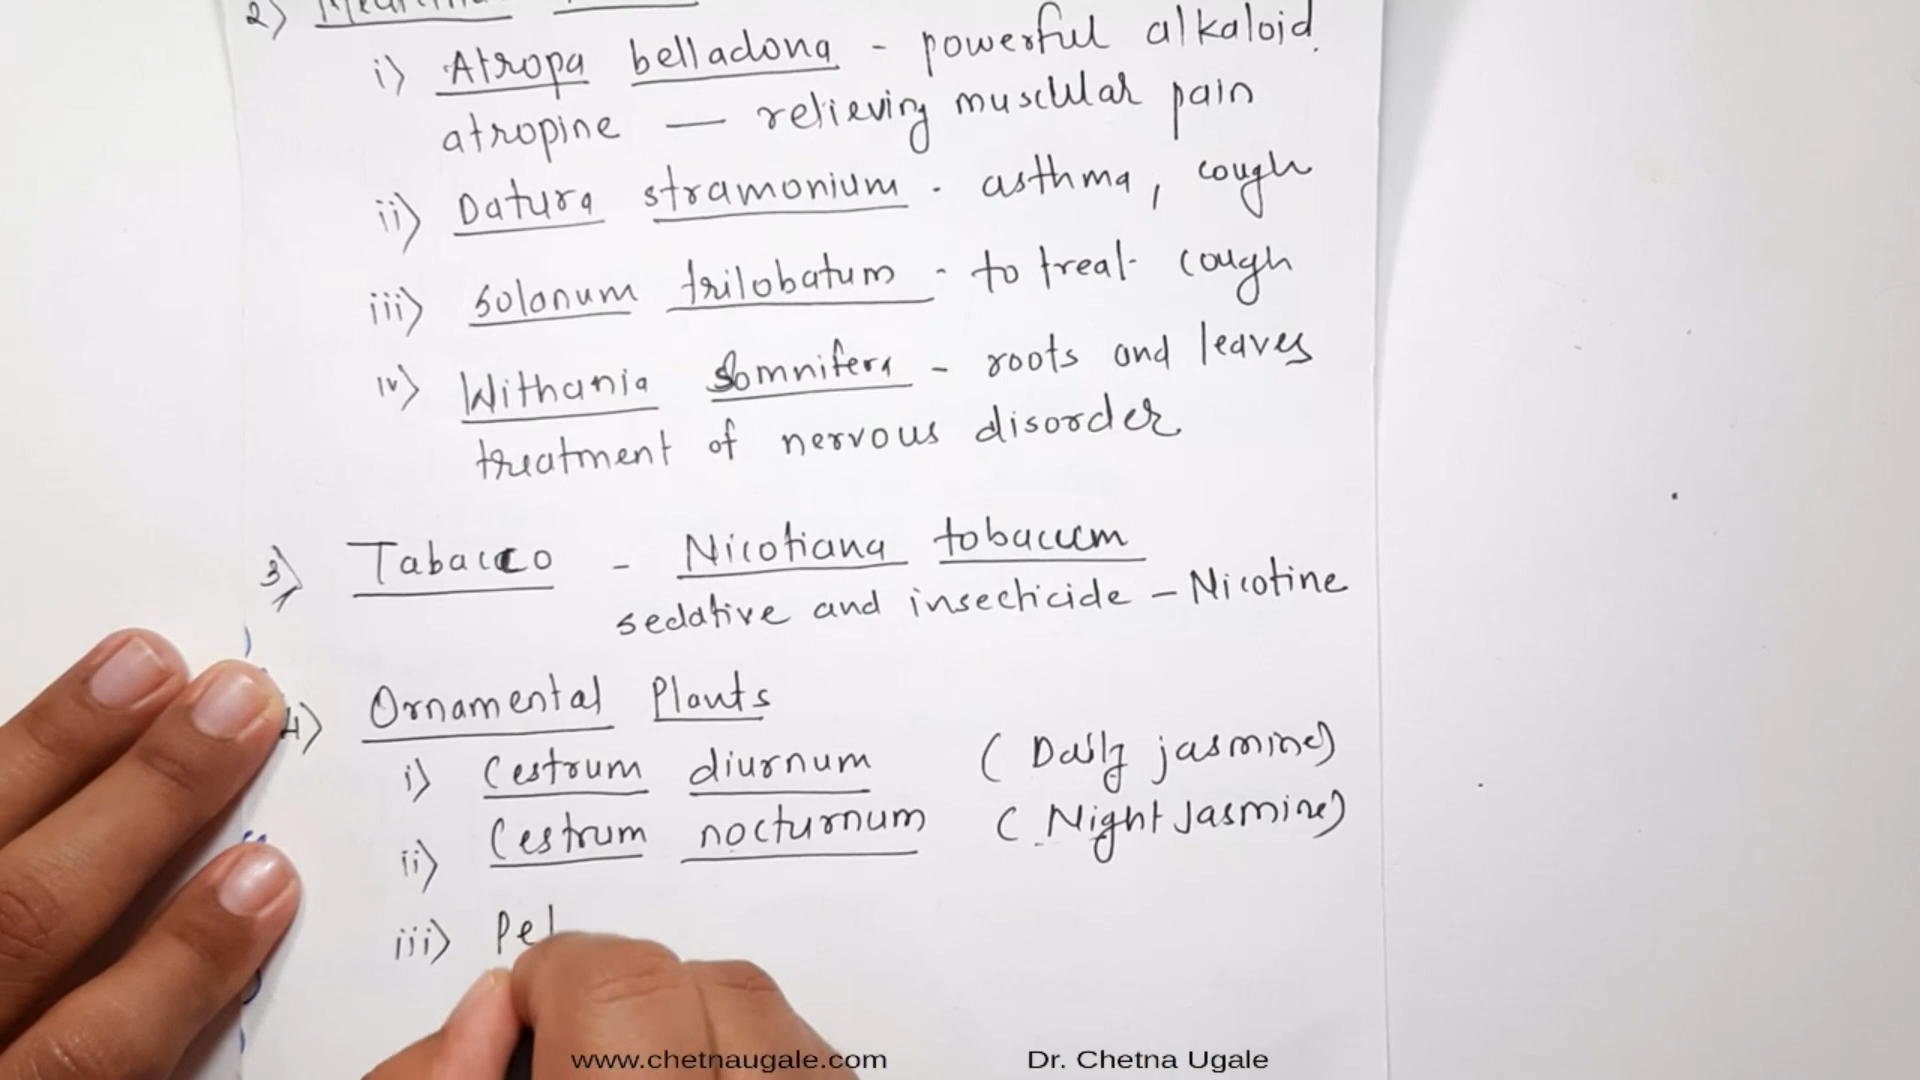 2)
i) Atropa belladona - powerful alkaloid.
atropine — relieving muscular pain
ii) Datura stramonium - asthma, cough
iii) Solanum trilobatum - to treat cough
iv) Withania Somnifera - roots and leaves
treatment of nervous disorder
3) Tabacco - Nicotiana tobaccum
sedative and insecticide - Nicotine
4) Ornamental Plants
i) Cestrum diurnum (Daily jasmine)
ii) Cestrum nocturnum (Night Jasmine)
iii) Pe
www.chetnaugale.com Dr. Chetna Ugale